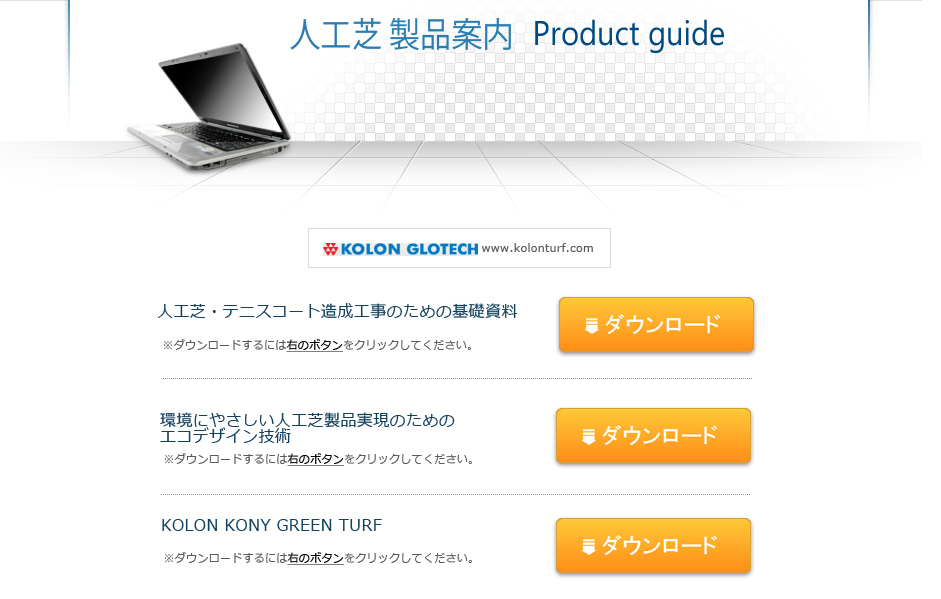 人工芝 製品案内 Product guide
KOLON GLOTECH www.kolonturf.com
人工芝・テニスコート造成工事のための基礎資料
ダウンロード
※ダウンロードするには右のボタンをクリックしてください。
環境にやさしい人工芝製品実現のための
エコデザイン技術
ダウンロード
※ダウンロードするには右のボタンをクリックしてください。
KOLON KONY GREEN TURF
ダウンロード
※ダウンロードするには右のボタンをクリックしてください。